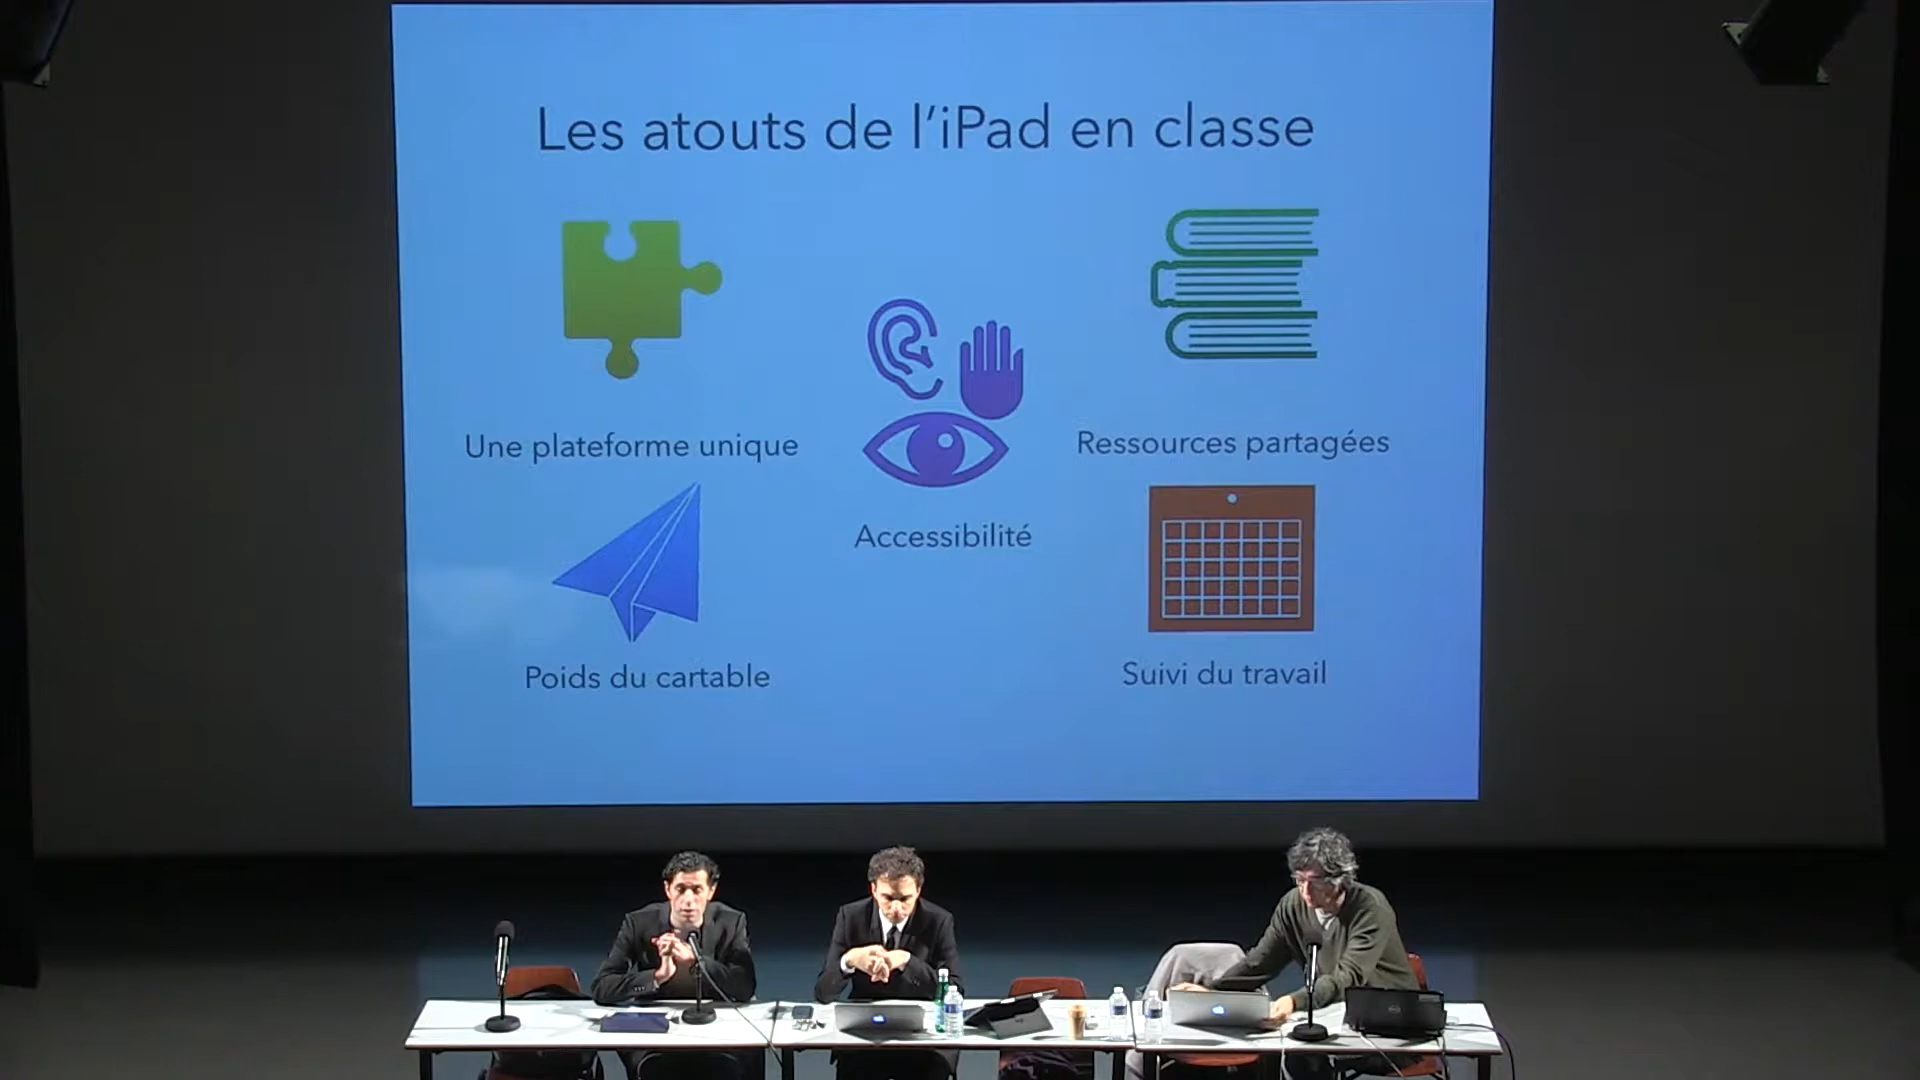 Les atouts de l'iPad en classe
Une plateforme unique
Ressources partagées
Accessibilité
Poids du cartable
Suivi du travail